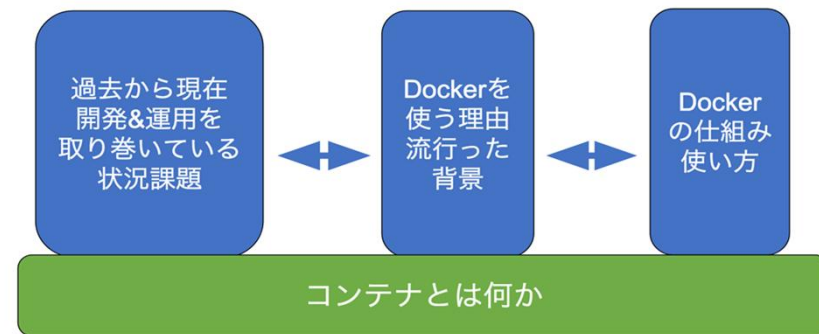 過去から現在
開発&運用を
取り巻いている
状況課題
Dockerを
使う理由
流行った
背景
Docker
の仕組み
使い方
コンテナとは何か